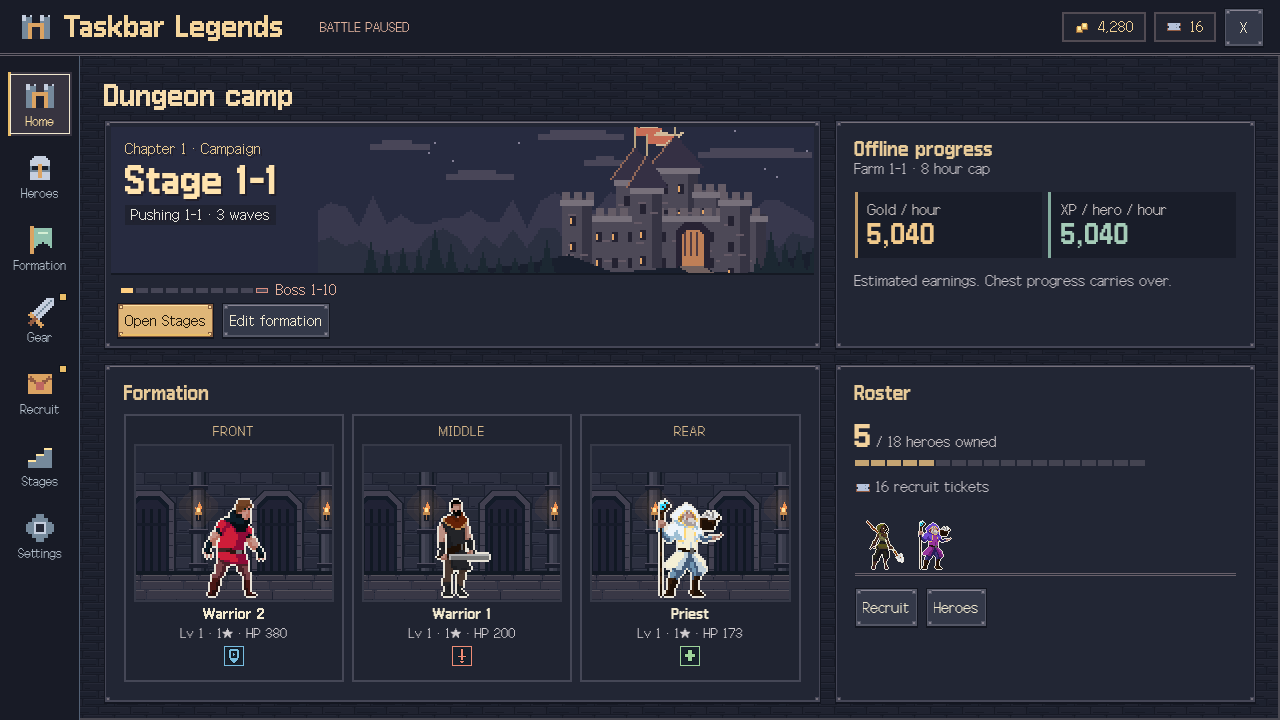 Taskbar Legends
BATTLE PAUSED
4,280
16
X
Home
Heroes
Formation
Gear
Recruit
Stages
Settings
Dungeon camp
Chapter 1 · Campaign
Stage 1-1
Pushing 1-1 · 3 waves
Boss 1-10
Open Stages
Edit formation
Offline progress
Farm 1-1 · 8 hour cap
Gold / hour
5,040
XP / hero / hour
5,040
Estimated earnings. Chest progress carries over.
Formation
FRONT
Warrior 2
Lv 1 · 1★ · HP 380
MIDDLE
Warrior 1
Lv 1 · 1★ · HP 200
REAR
Priest
Lv 1 · 1★ · HP 173
Roster
5 / 18 heroes owned
16 recruit tickets
Recruit
Heroes